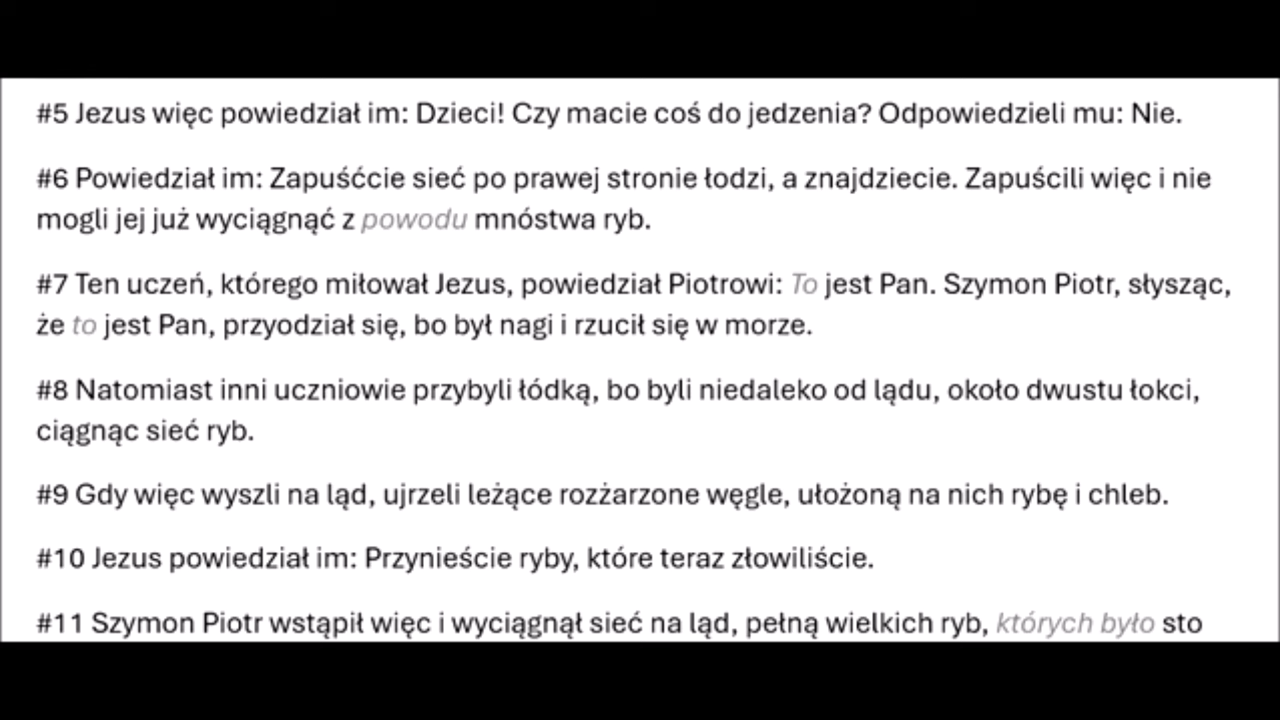 #5 Jezus więc powiedział im: Dzieci! Czy macie coś do jedzenia? Odpowiedzieli mu: Nie.
#6 Powiedział im: Zapuśćcie sieć po prawej stronie łodzi, a znajdziecie. Zapuścili więc i nie
mogli jej już wyciągnąć z powodu mnóstwa ryb.
#7 Ten uczeń, którego miłował Jezus, powiedział Piotrowi: To jest Pan. Szymon Piotr, słysząc,
że to jest Pan, przyodział się, bo był nagi i rzucił się w morze.
#8 Natomiast inni uczniowie przybyli łódką, bo byli niedaleko od lądu, około dwustu łokci,
ciągnąc sieć ryb.
#9 Gdy więc wyszli na ląd, ujrzeli leżące rozżarzone węgle, ułożoną na nich rybę i chleb.
#10 Jezus powiedział im: Przynieście ryby, które teraz złowiliście.
#11 Szymon Piotr wstąpił więc i wyciągnął sieć na ląd, pełną wielkich ryb, których było sto